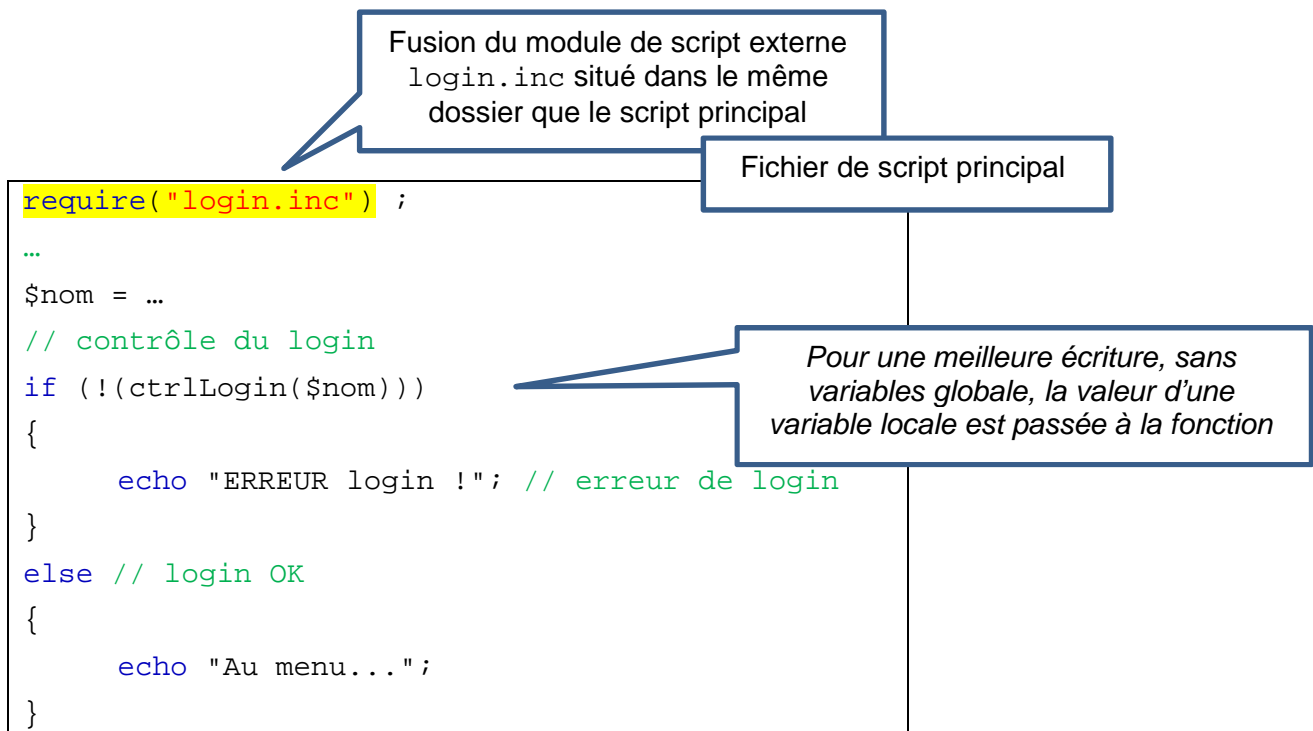 Fusion du module de script externe
login.inc situé dans le même
dossier que le script principal
Fichier de script principal
require("login.inc") ;
…
$nom = …
// contrôle du login
if (!(ctrlLogin($nom)))
Pour une meilleure écriture, sans
variables globale, la valeur d’une
variable locale est passée à la fonction
{
echo "ERREUR login !"; // erreur de login
}
else // login OK
{
echo "Au menu...";
}